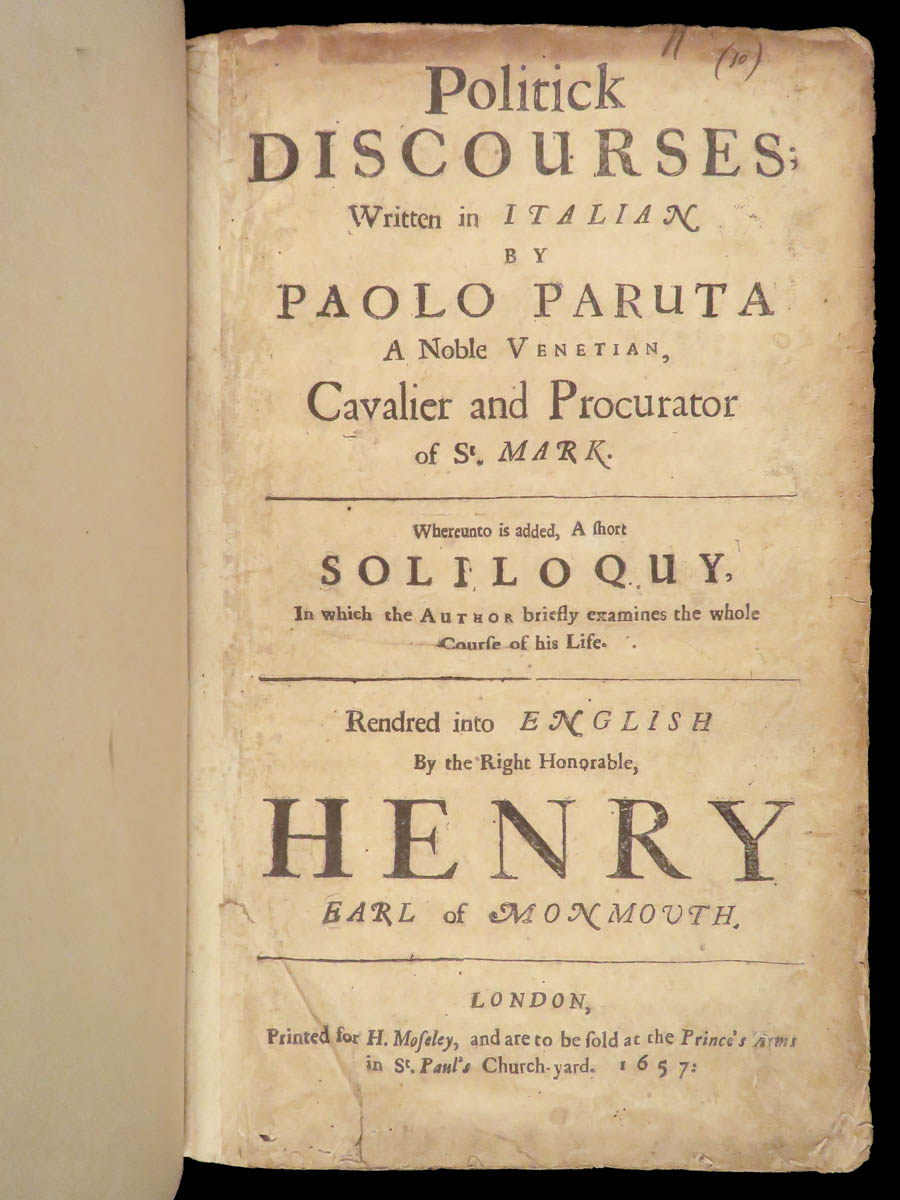 (10)
Politick
DISCOURSES;
Written in ITALIAN
BY
PAOLO PARUTA
A Noble VENETIAN,
Cavalier and Procurator
of Sᵗ. MARK.
Whereunto is added, A ſhort
SOLILOQUY,
In which the AUTHOR briefly examines the whole
Courſe of his Life.
Rendred into ENGLISH
By the Right Honorable,
HENRY
EARL of MONMOUTH.
LONDON,
Printed for H. Moſeley, and are to be ſold at the Prince's Arms
in Sᵗ. Paul's Church-yard. 1657: